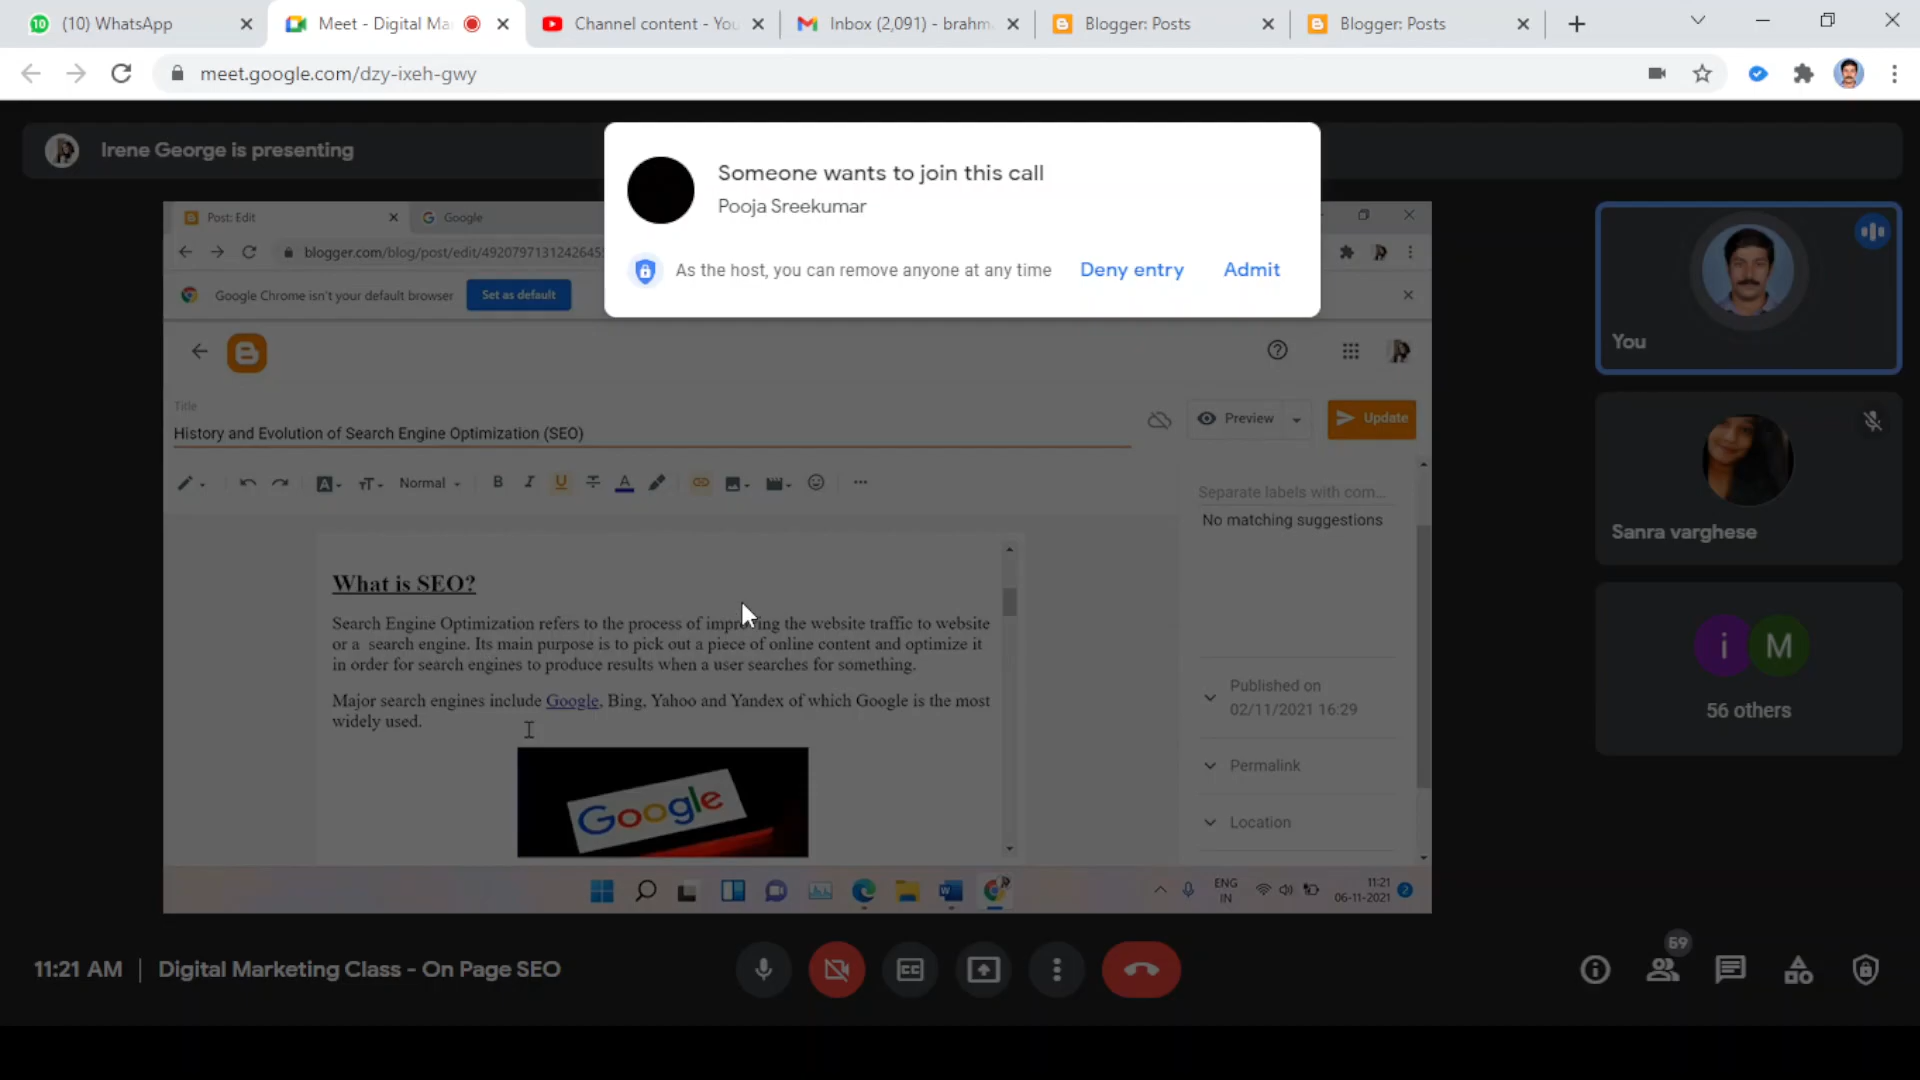 10
(10) WhatsApp
Meet - Digital Ma
Channel content - You
Inbox (2,091) - brahm
Blogger: Posts
Blogger: Posts
meet.google.com/dzy-ixeh-gwy
Irene George is presenting
Someone wants to join this call
Pooja Sreekumar
As the host, you can remove anyone at any time
Deny entry
Admit
Post: Edit
Google
blogger.com/blog/post/edit/4920797131242645
Google Chrome isn't your default browser
Set as default
Title
History and Evolution of Search Engine Optimization (SEO)
Preview
Update
Normal
B I U A
Separate labels with com...
No matching suggestions
What is SEO?
Search Engine Optimization refers to the process of improving the website traffic to website
or a search engine. Its main purpose is to pick out a piece of online content and optimize it
in order for search engines to produce results when a user searches for something.
Major search engines include Google, Bing, Yahoo and Yandex of which Google is the most
widely used.
Google
Published on
02/11/2021 16:29
Permalink
Location
ENG
IN
11:21
06-11-2021
2
You
Sanra varghese
i
M
56 others
11:21 AM | Digital Marketing Class - On Page SEO
CC
59